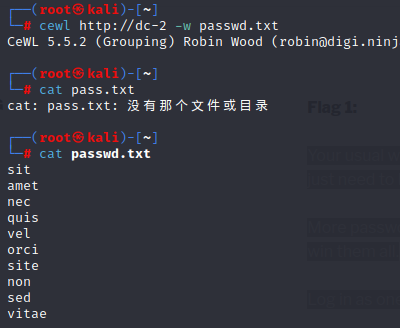 ┌──(root㉿kali)-[~]
└─# cewl http://dc-2 -w passwd.txt
CeWL 5.5.2 (Grouping) Robin Wood (robin@digi.ninj
┌──(root㉿kali)-[~]
└─# cat pass.txt
cat: pass.txt: 没有那个文件或目录
Flag 1:
┌──(root㉿kali)-[~]
└─# cat passwd.txt
sit
amet
nec
quis
vel
orci
site
non
sed
vitae